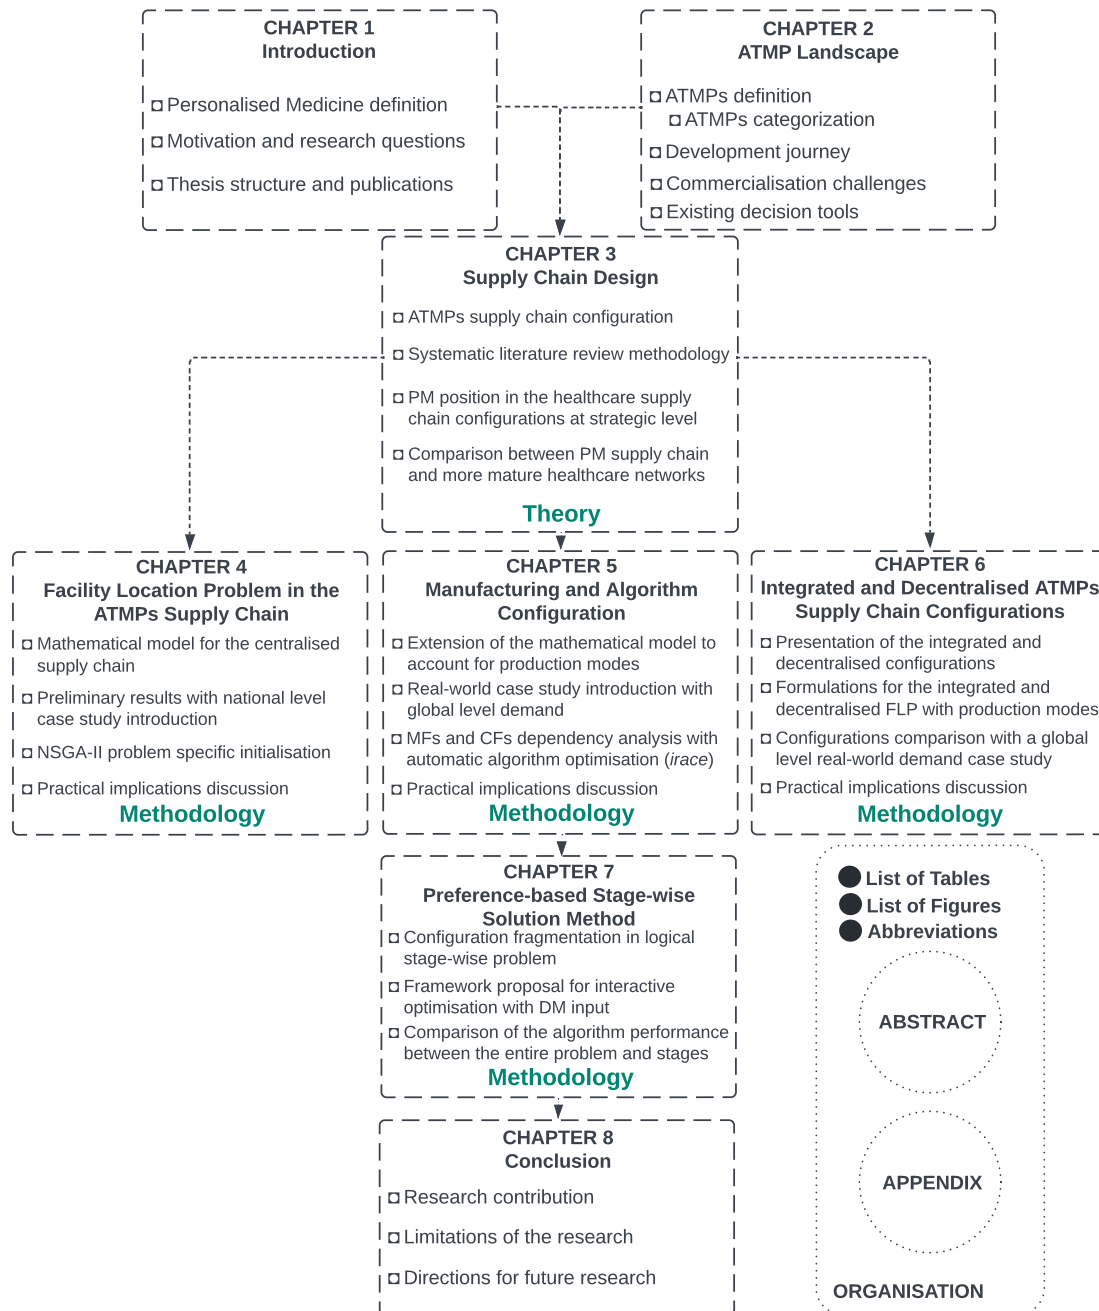 CHAPTER 1
Introduction
Personalised Medicine definition
Motivation and research questions
Thesis structure and publications
CHAPTER 2
ATMP Landscape
ATMPs definition
ATMPs categorization
Development journey
Commercialisation challenges
Existing decision tools
CHAPTER 3
Supply Chain Design
ATMPs supply chain configuration
Systematic literature review methodology
PM position in the healthcare supply
chain configurations at strategic level
Comparison between PM supply chain
and more mature healthcare networks
Theory
CHAPTER 4
Facility Location Problem in the
ATMPs Supply Chain
Mathematical model for the centralised
supply chain
Preliminary results with national level
case study introduction
NSGA-II problem specific initialisation
Practical implications discussion
Methodology
CHAPTER 5
Manufacturing and Algorithm
Configuration
Extension of the mathematical model to
account for production modes
Real-world case study introduction with
global level demand
MFs and CFs dependency analysis with
automatic algorithm optimisation (irace)
Practical implications discussion
Methodology
CHAPTER 6
Integrated and Decentralised ATMPs
Supply Chain Configurations
Presentation of the integrated and
decentralised configurations
Formulations for the integrated and
decentralised FLP with production modes
Configurations comparison with a global
level real-world demand case study
Practical implications discussion
Methodology
CHAPTER 7
Preference-based Stage-wise
Solution Method
Configuration fragmentation in logical
stage-wise problem
Framework proposal for interactive
optimisation with DM input
Comparison of the algorithm performance
between the entire problem and stages
Methodology
CHAPTER 8
Conclusion
Research contribution
Limitations of the research
Directions for future research
List of Tables
List of Figures
Abbreviations
ABSTRACT
APPENDIX
ORGANISATION